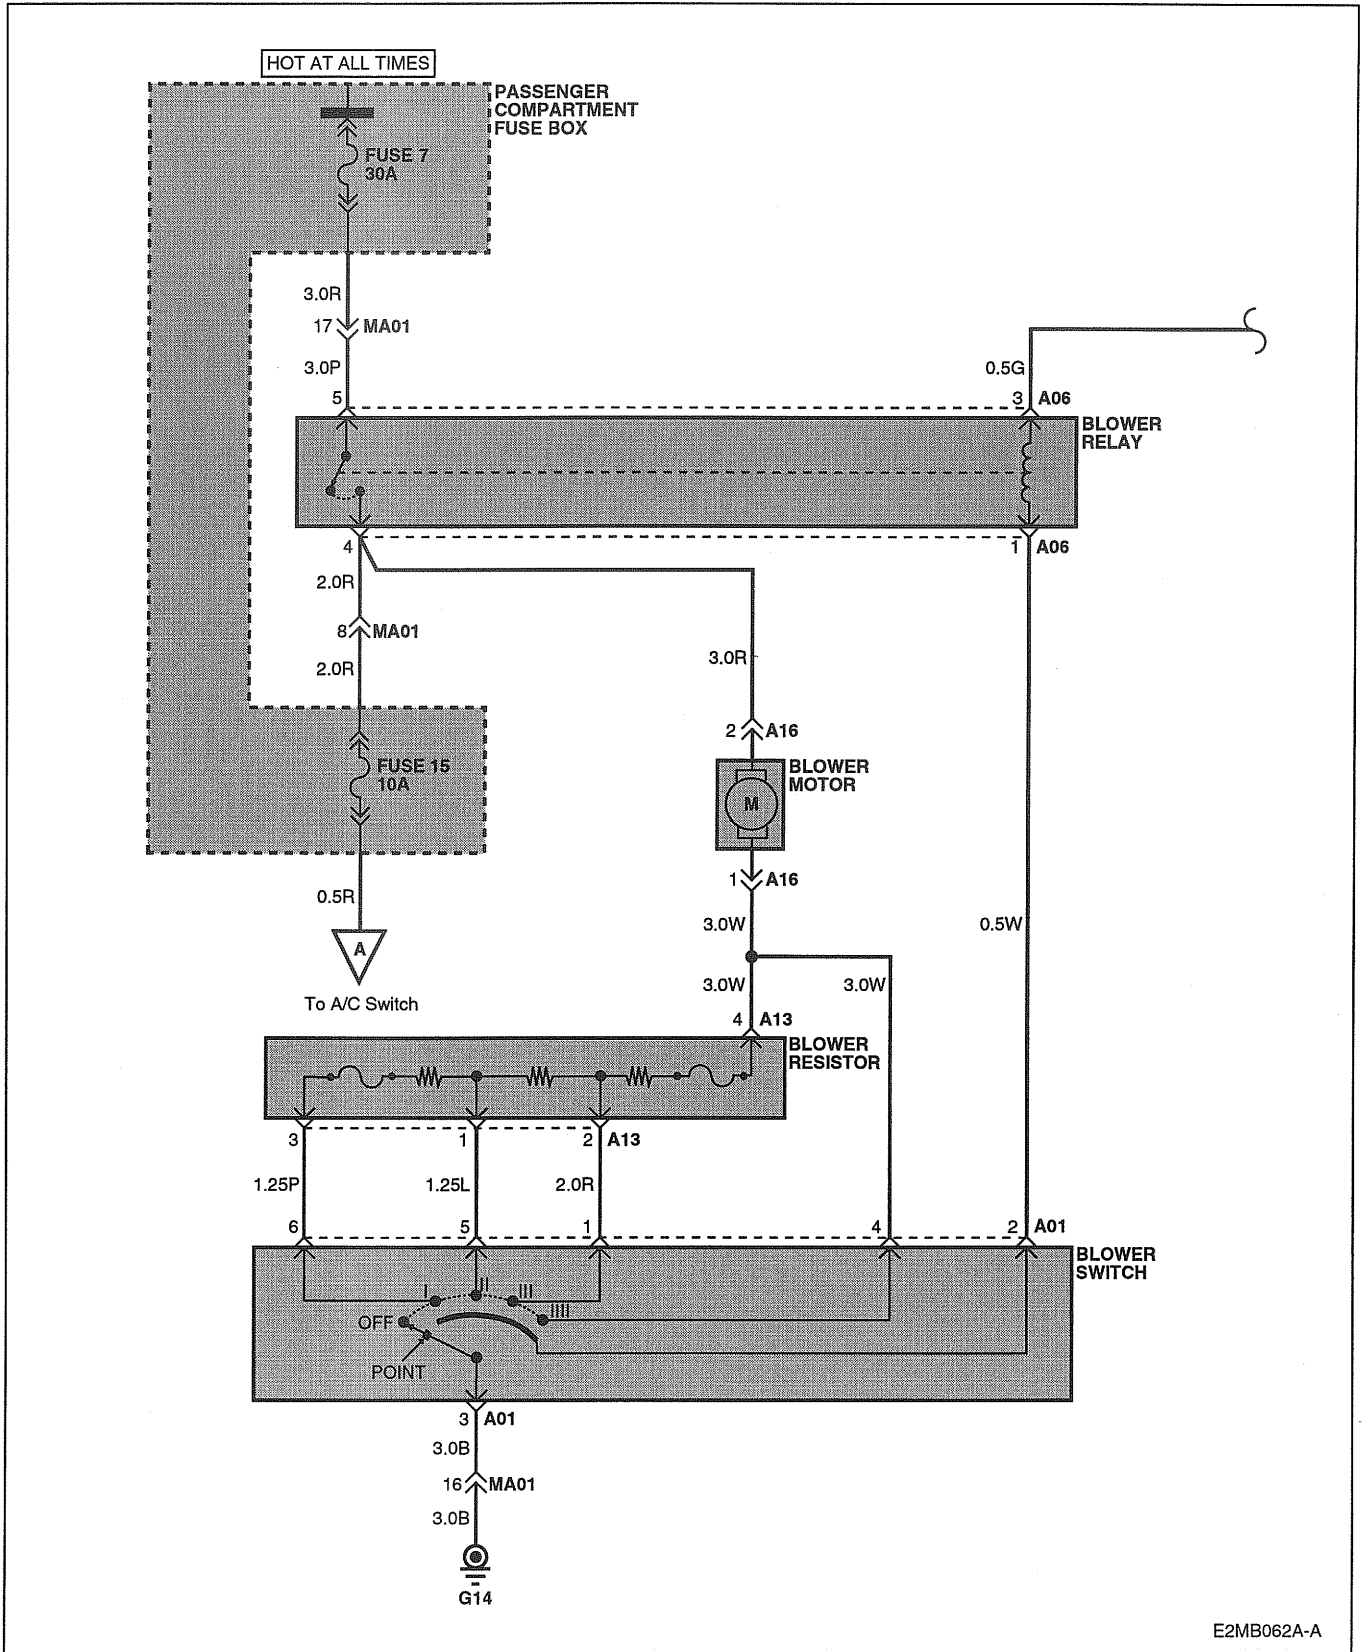 HOT AT ALL TIMES
PASSENGER
COMPARTMENT
FUSE BOX
FUSE 7
30A
3.0R
17 MA01
3.0P
0.5G
5
3 A06
BLOWER
RELAY
4
1 A06
2.0R
8 MA01
3.0R
2.0R
2 A16
FUSE 15
10A
BLOWER
MOTOR
M
1 A16
0.5R
3.0W
0.5W
A
3.0W
3.0W
To A/C Switch
4 A13
BLOWER
RESISTOR
3
1
2 A13
1.25P
1.25L
2.0R
6
5
1
4
2 A01
BLOWER
SWITCH
I
II
III
IIII
OFF
POINT
3 A01
3.0B
16 MA01
3.0B
G14
E2MB062A-A